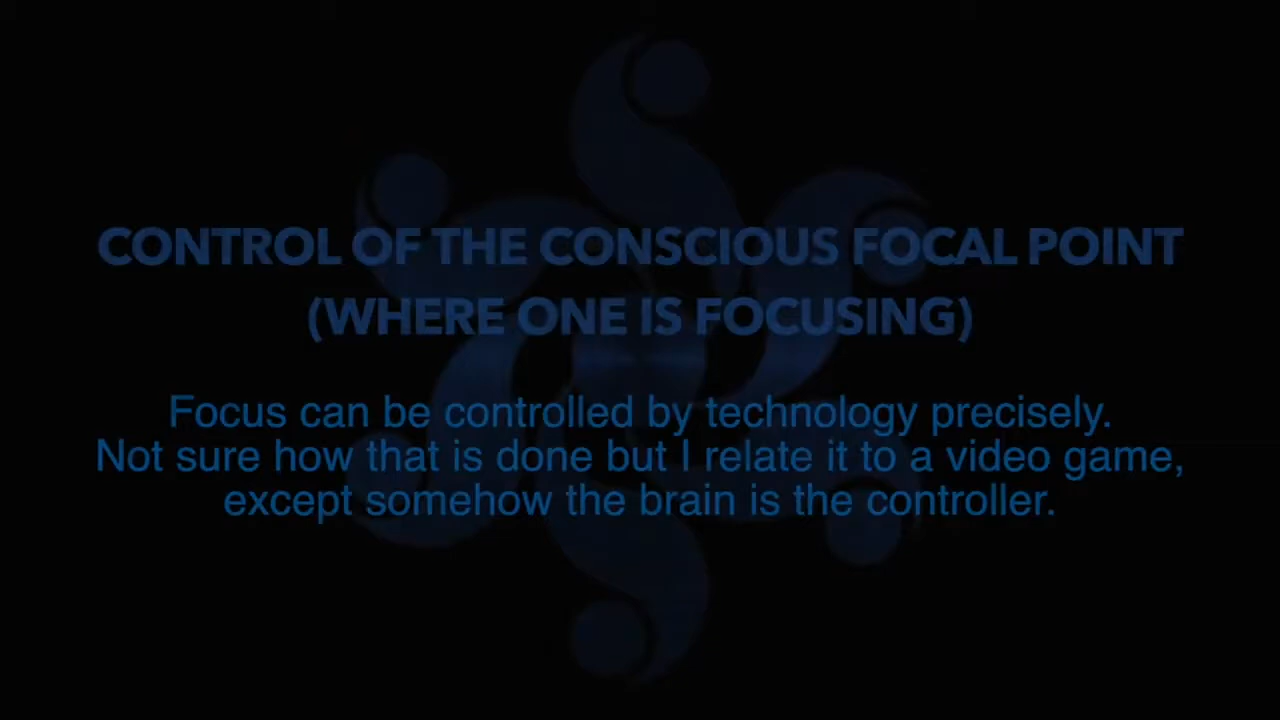 CONTROL OF THE CONSCIOUS FOCAL POINT
(WHERE ONE IS FOCUSING)
Focus can be controlled by technology precisely.
Not sure how that is done but I relate it to a video game,
except somehow the brain is the controller.